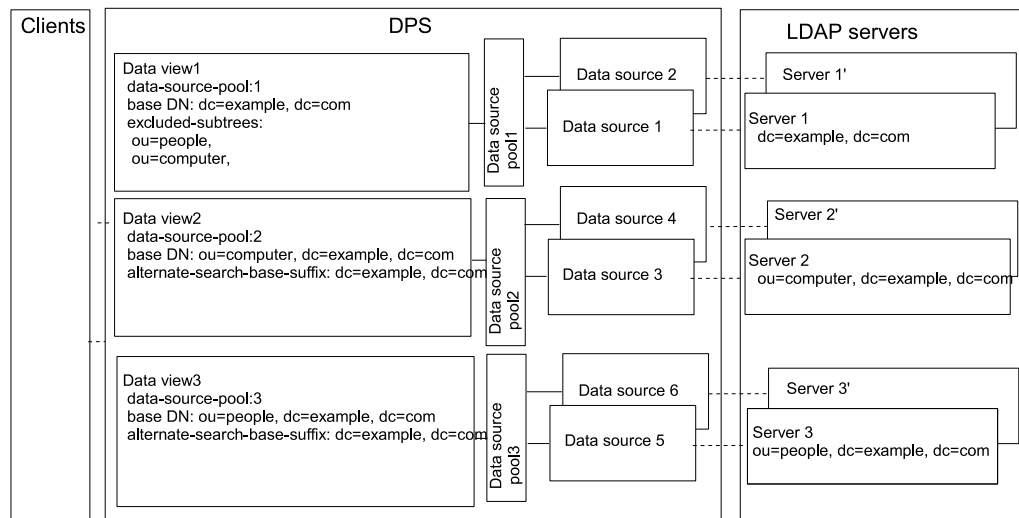 Clients
DPS
LDAP servers
Data view1
data-source-pool:1
base DN: dc=example, dc=com
excluded-subtrees:
ou=people,
ou=computer,
Data source
pool1
Data source 2
Data source 1
Server 1'
Server 1
dc=example, dc=com
Data view2
data-source-pool:2
base DN: ou=computer, dc=example, dc=com
alternate-search-base-suffix: dc=example, dc=com
Data source
pool2
Data source 4
Data source 3
Server 2'
Server 2
ou=computer, dc=example, dc=com
Data view3
data-source-pool:3
base DN: ou=people, dc=example, dc=com
alternate-search-base-suffix: dc=example, dc=com
Data source
pool3
Data source 6
Data source 5
Server 3'
Server 3
ou=people, dc=example, dc=com